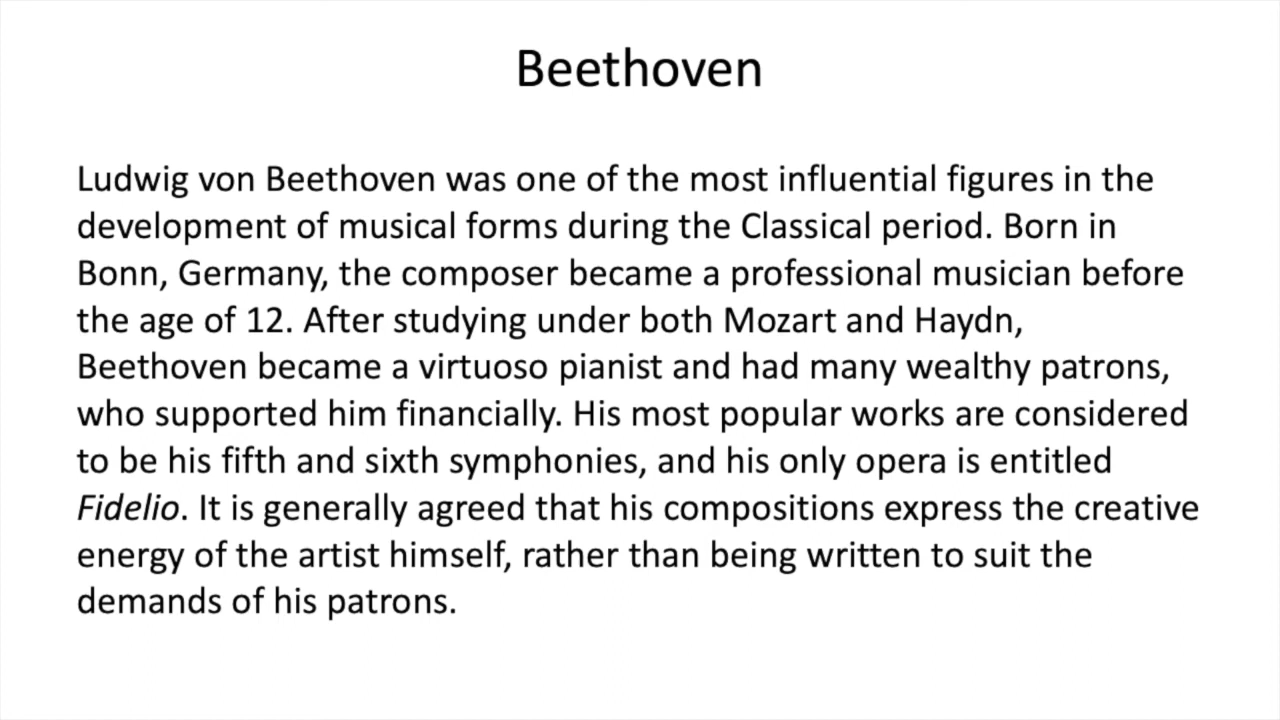 Beethoven
Ludwig von Beethoven was one of the most influential figures in the
development of musical forms during the Classical period. Born in
Bonn, Germany, the composer became a professional musician before
the age of 12. After studying under both Mozart and Haydn,
Beethoven became a virtuoso pianist and had many wealthy patrons,
who supported him financially. His most popular works are considered
to be his fifth and sixth symphonies, and his only opera is entitled
Fidelio. It is generally agreed that his compositions express the creative
energy of the artist himself, rather than being written to suit the
demands of his patrons.